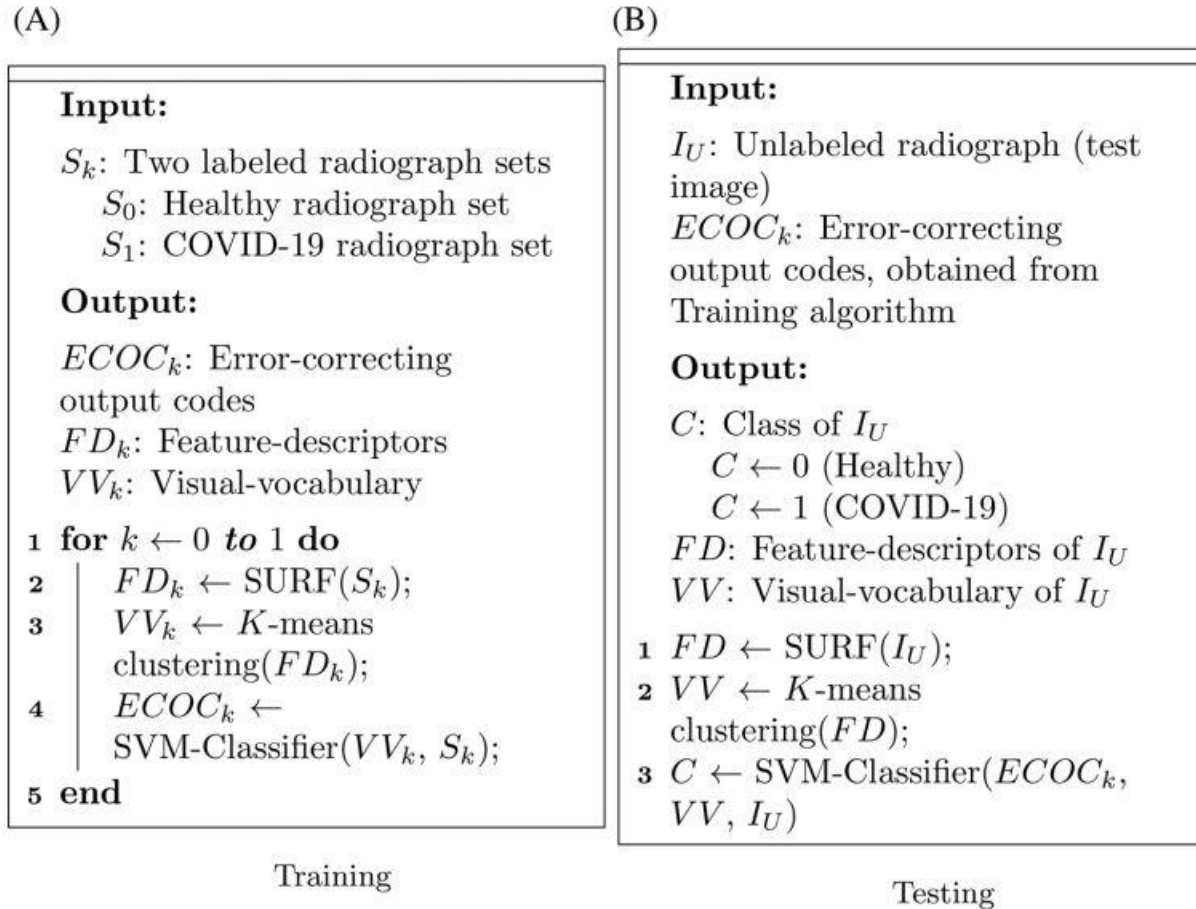 (A)
Input:
S_k: Two labeled radiograph sets
S_0: Healthy radiograph set
S_1: COVID-19 radiograph set
Output:
ECOC_k: Error-correcting
output codes
FD_k: Feature-descriptors
VV_k: Visual-vocabulary
1 for k ← 0 to 1 do
2 FD_k ← SURF(S_k);
3 VV_k ← K-means
clustering(FD_k);
4 ECOC_k ←
SVM-Classifier(VV_k, S_k);
5 end
Training
(B)
Input:
I_U: Unlabeled radiograph (test
image)
ECOC_k: Error-correcting
output codes, obtained from
Training algorithm
Output:
C: Class of I_U
C ← 0 (Healthy)
C ← 1 (COVID-19)
FD: Feature-descriptors of I_U
VV: Visual-vocabulary of I_U
1 FD ← SURF(I_U);
2 VV ← K-means
clustering(FD);
3 C ← SVM-Classifier(ECOC_k,
VV, I_U)
Testing